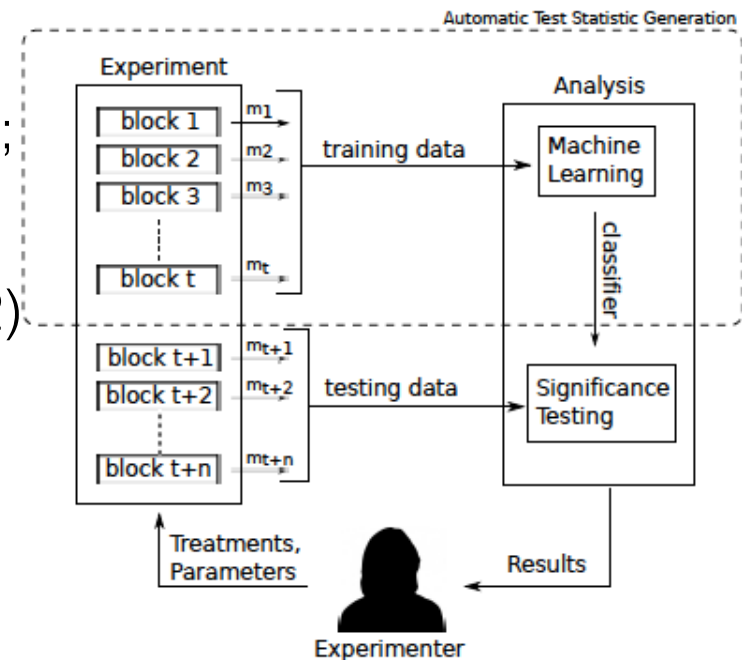 Automatic Test Statistic Generation
Experiment
Analysis
;
block 1
m1
block 2
m2
block 3
m3
training data
Machine
Learning
block t
mt
classifier
)
block t+1
mt+1
block t+2
mt+2
testing data
Significance
Testing
block t+n
mt+n
Treatments,
Parameters
Results
Experimenter